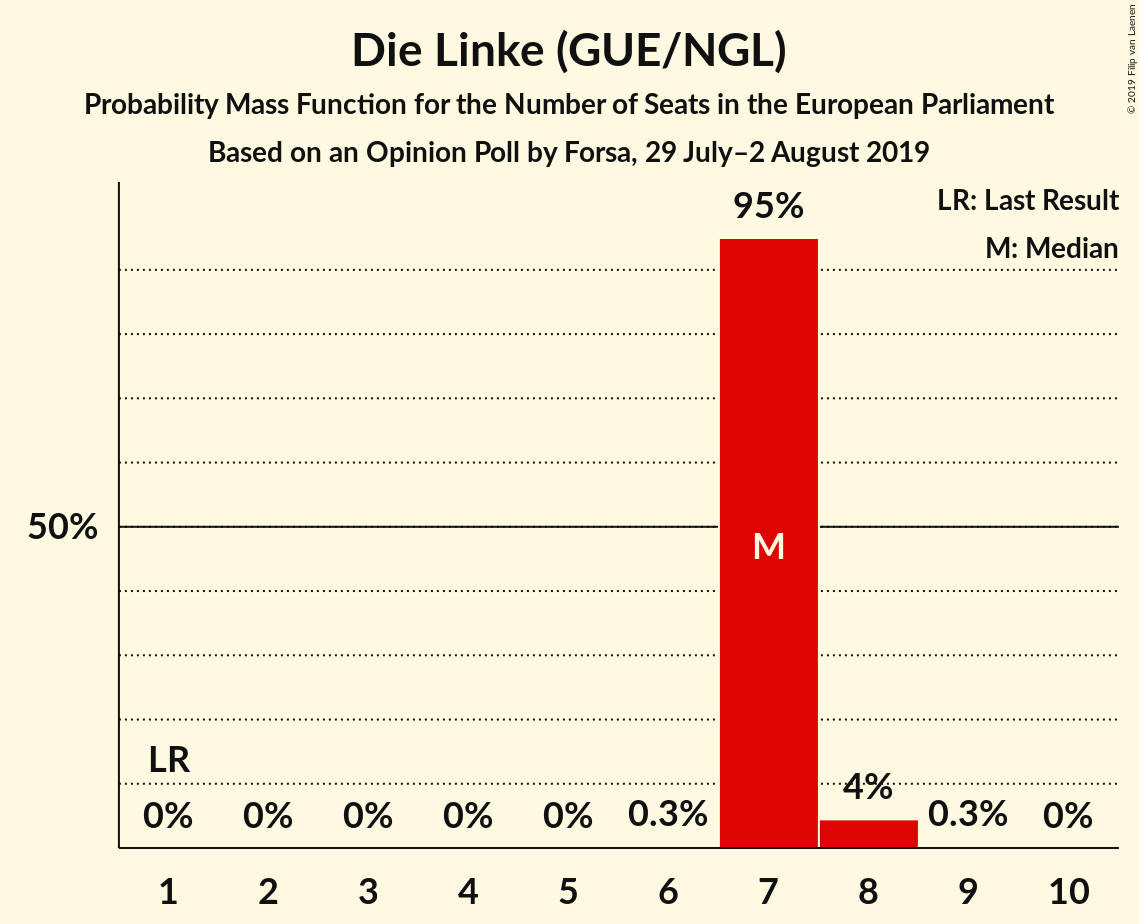 Die Linke (GUE/NGL)
Probability Mass Function for the Number of Seats in the European Parliament
Based on an Opinion Poll by Forsa, 29 July–2 August 2019
© 2019 Filip van Laenen
LR: Last Result
M: Median
95%
50%
M
LR
4%
0% 0% 0% 0% 0% 0.3% 0.3% 0%
1 2 3 4 5 6 7 8 9 10